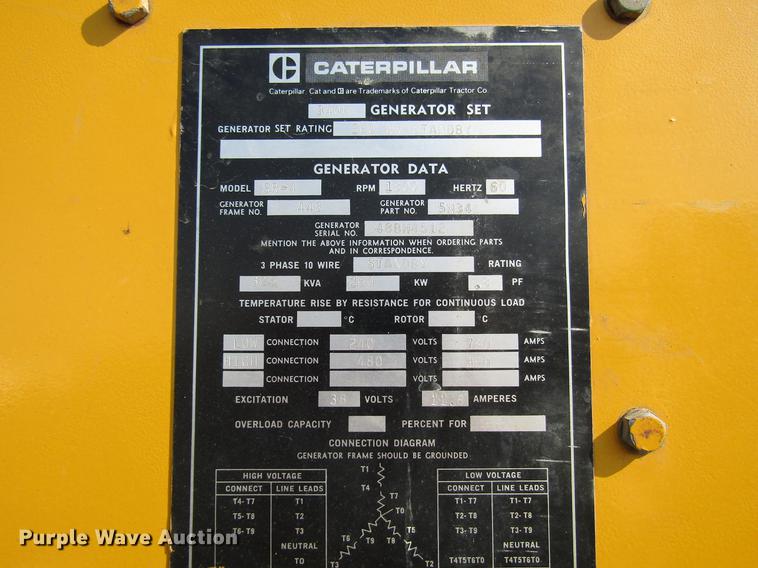 CATERPILLAR
Caterpillar, Cat and C are Trademarks of Caterpillar Tractor Co.
GENERATOR SET
GENERATOR SET RATING STANDBY
GENERATOR DATA
MODEL RPM HERTZ 60
GENERATOR FRAME NO. GENERATOR PART NO.
GENERATOR SERIAL NO.
MENTION THE ABOVE INFORMATION WHEN ORDERING PARTS
AND IN CORRESPONDENCE.
3 PHASE 10 WIRE STANDBY RATING
KVA KW PF
TEMPERATURE RISE BY RESISTANCE FOR CONTINUOUS LOAD
STATOR °C ROTOR °C
LOW CONNECTION 240 VOLTS AMPS
HIGH CONNECTION 480 VOLTS AMPS
CONNECTION VOLTS AMPS
EXCITATION 38 VOLTS AMPERES
OVERLOAD CAPACITY PERCENT FOR
CONNECTION DIAGRAM
GENERATOR FRAME SHOULD BE GROUNDED
HIGH VOLTAGE
CONNECT LINE LEADS
T4-T7 T1
T5-T8 T2
T6-T9 T3
NEUTRAL
T0
T1
T4
T7
T0
T6 T5
T9 T8
T3 T2
LOW VOLTAGE
CONNECT LINE LEADS
T1-T7 T1-T7
T2-T8 T2-T8
T3-T9 T3-T9
NEUTRAL
T4T5T6T0 T4T5T6T0
Purple Wave Auction